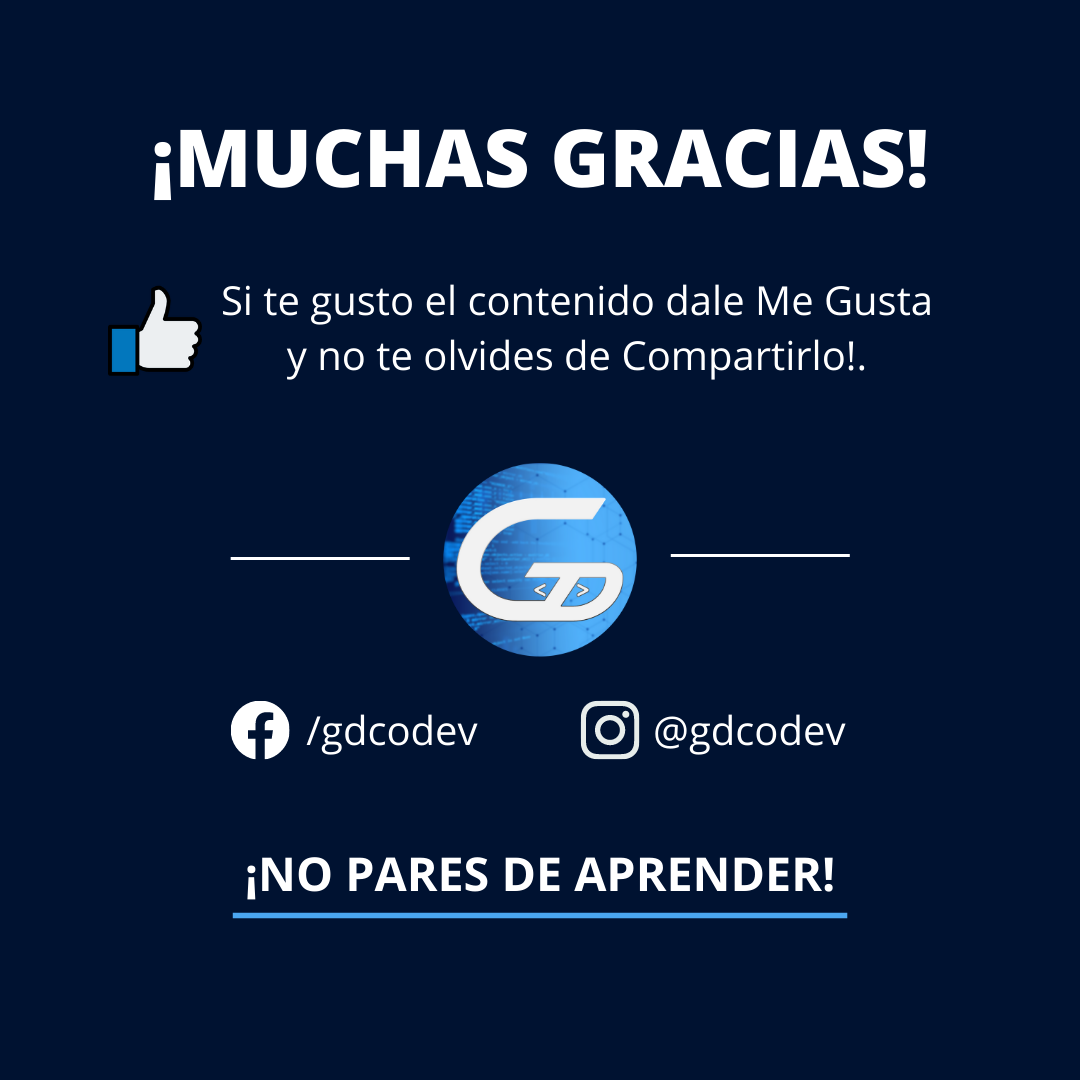 ¡MUCHAS GRACIAS!
Si te gusto el contenido dale Me Gusta
y no te olvides de Compartirlo!.
GD
< >
/gdcodev
@gdcodev
¡NO PARES DE APRENDER!